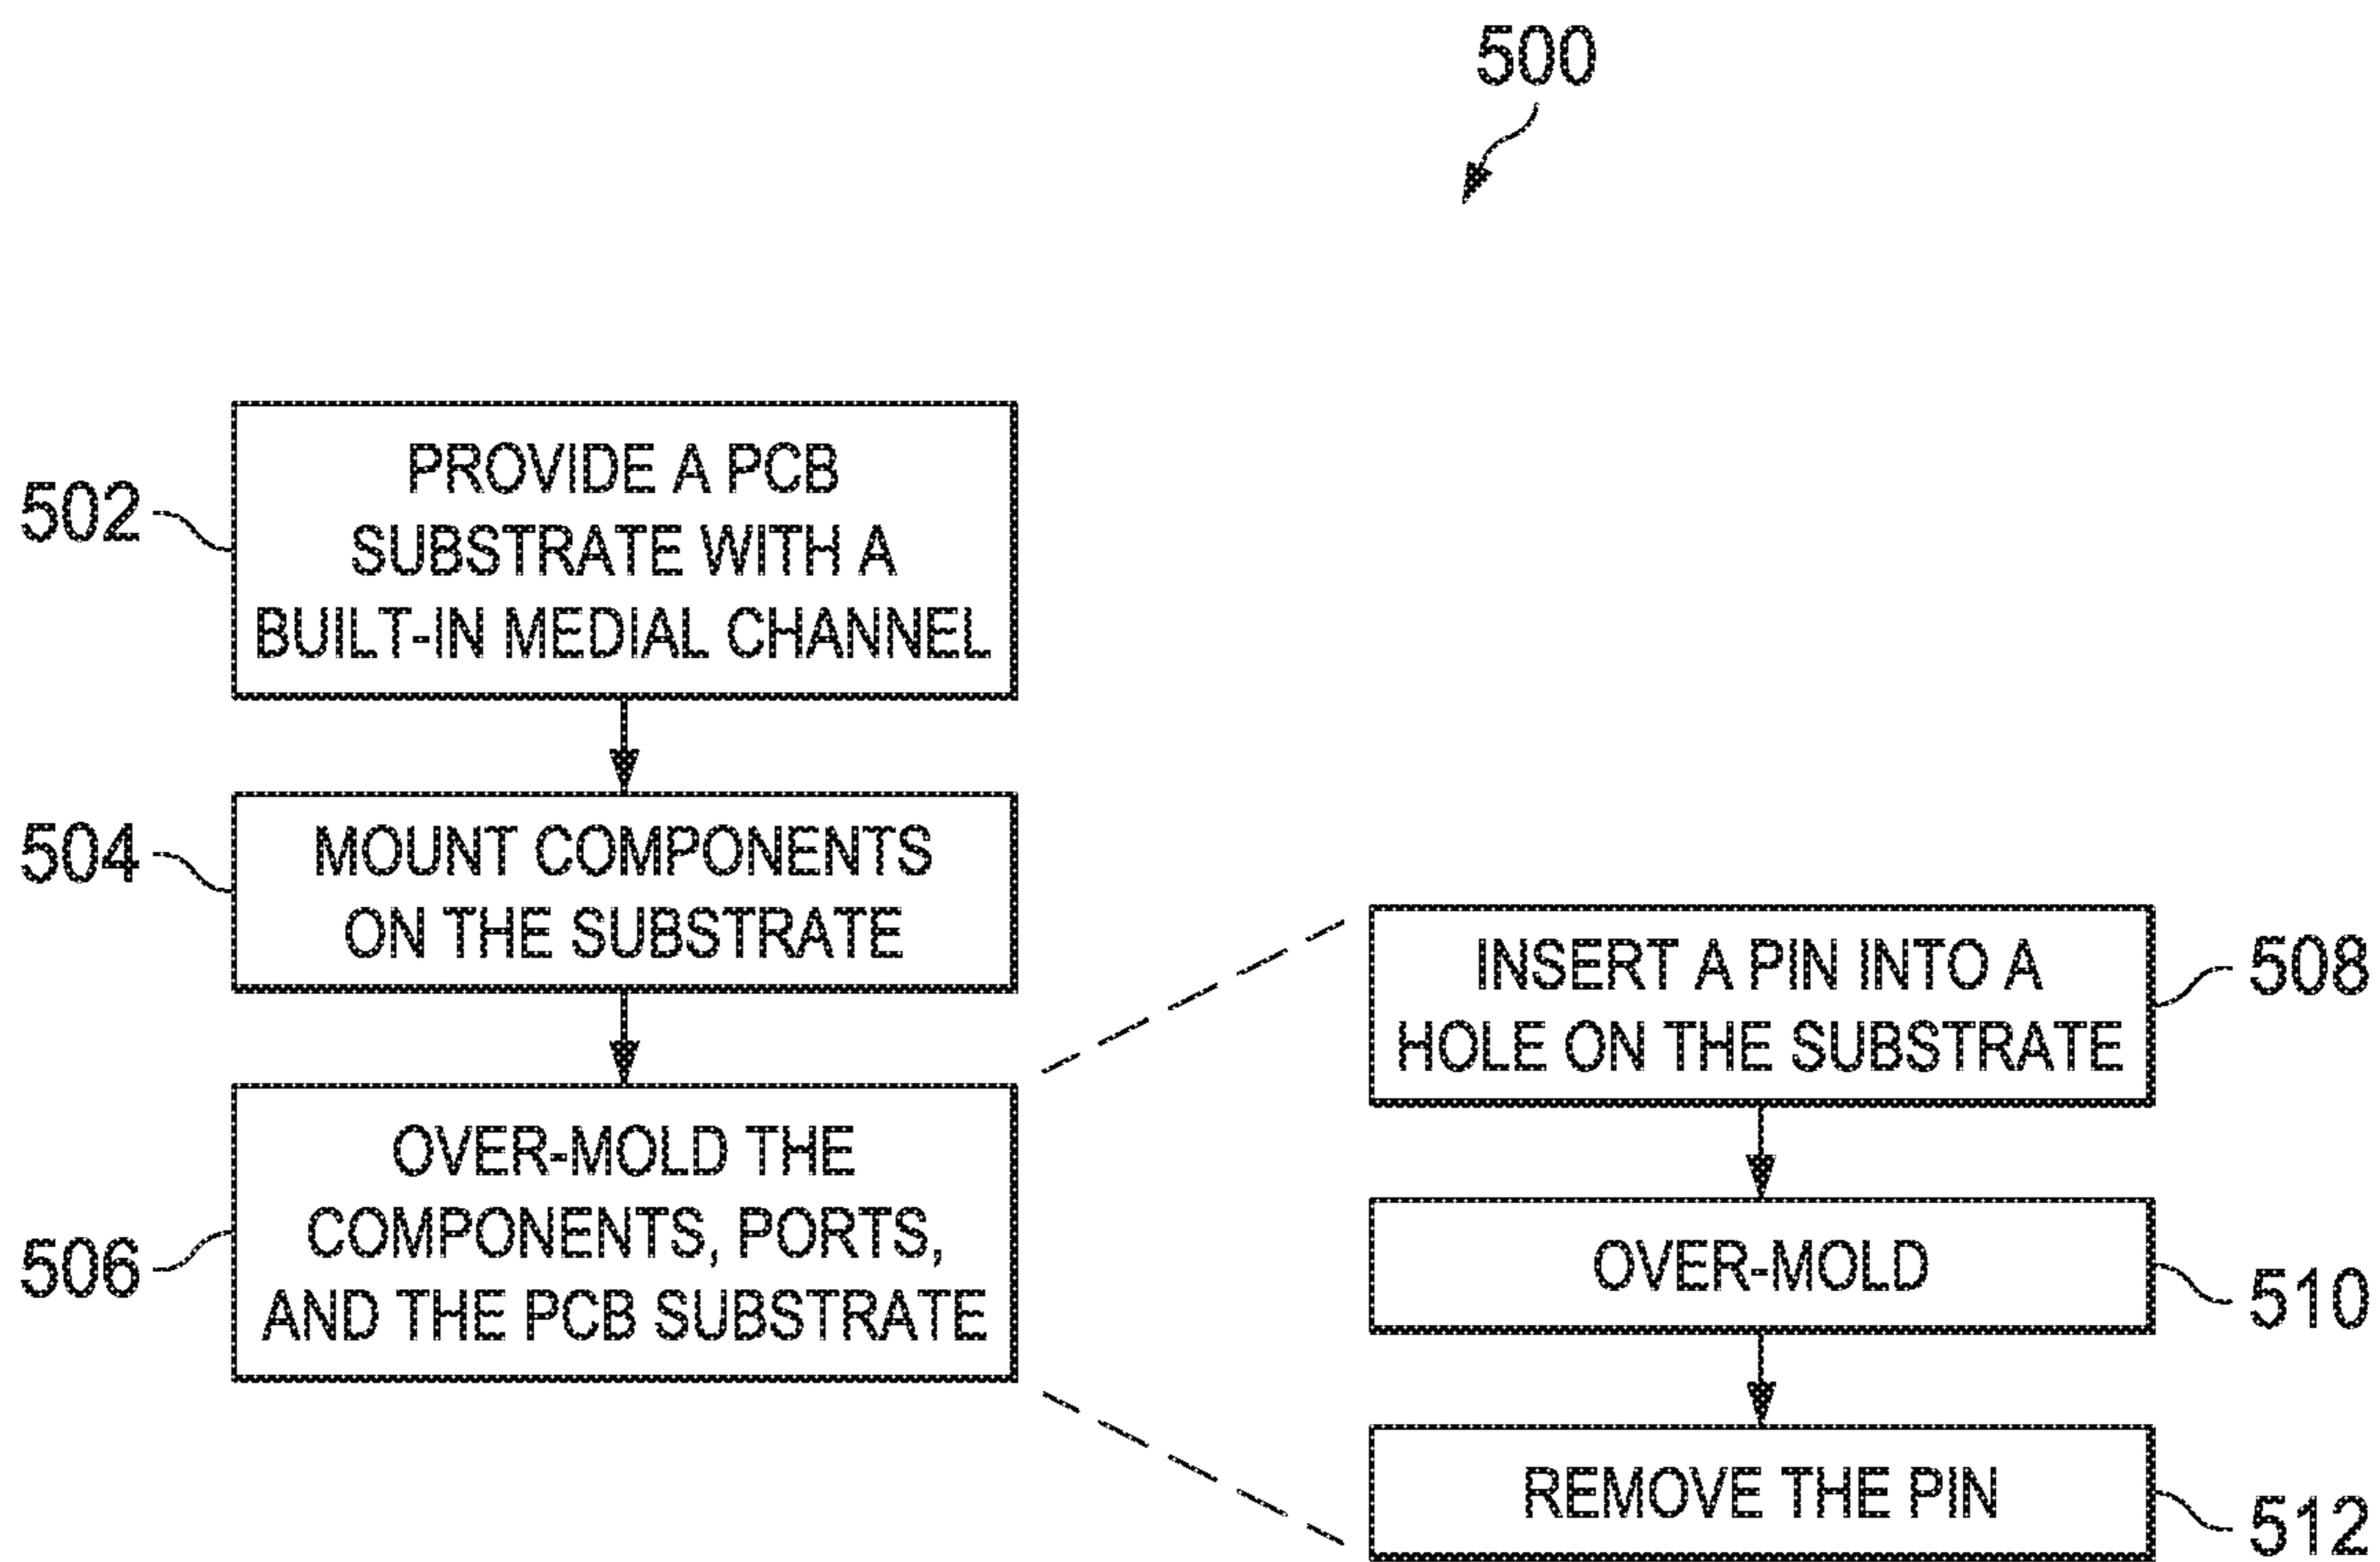 500
502
PROVIDE A PCB
SUBSTRATE WITH A
BUILT-IN MEDIAL CHANNEL
504
MOUNT COMPONENTS
ON THE SUBSTRATE
506
OVER-MOLD THE
COMPONENTS, PORTS,
AND THE PCB SUBSTRATE
INSERT A PIN INTO A
HOLE ON THE SUBSTRATE
508
OVER-MOLD
510
REMOVE THE PIN
512